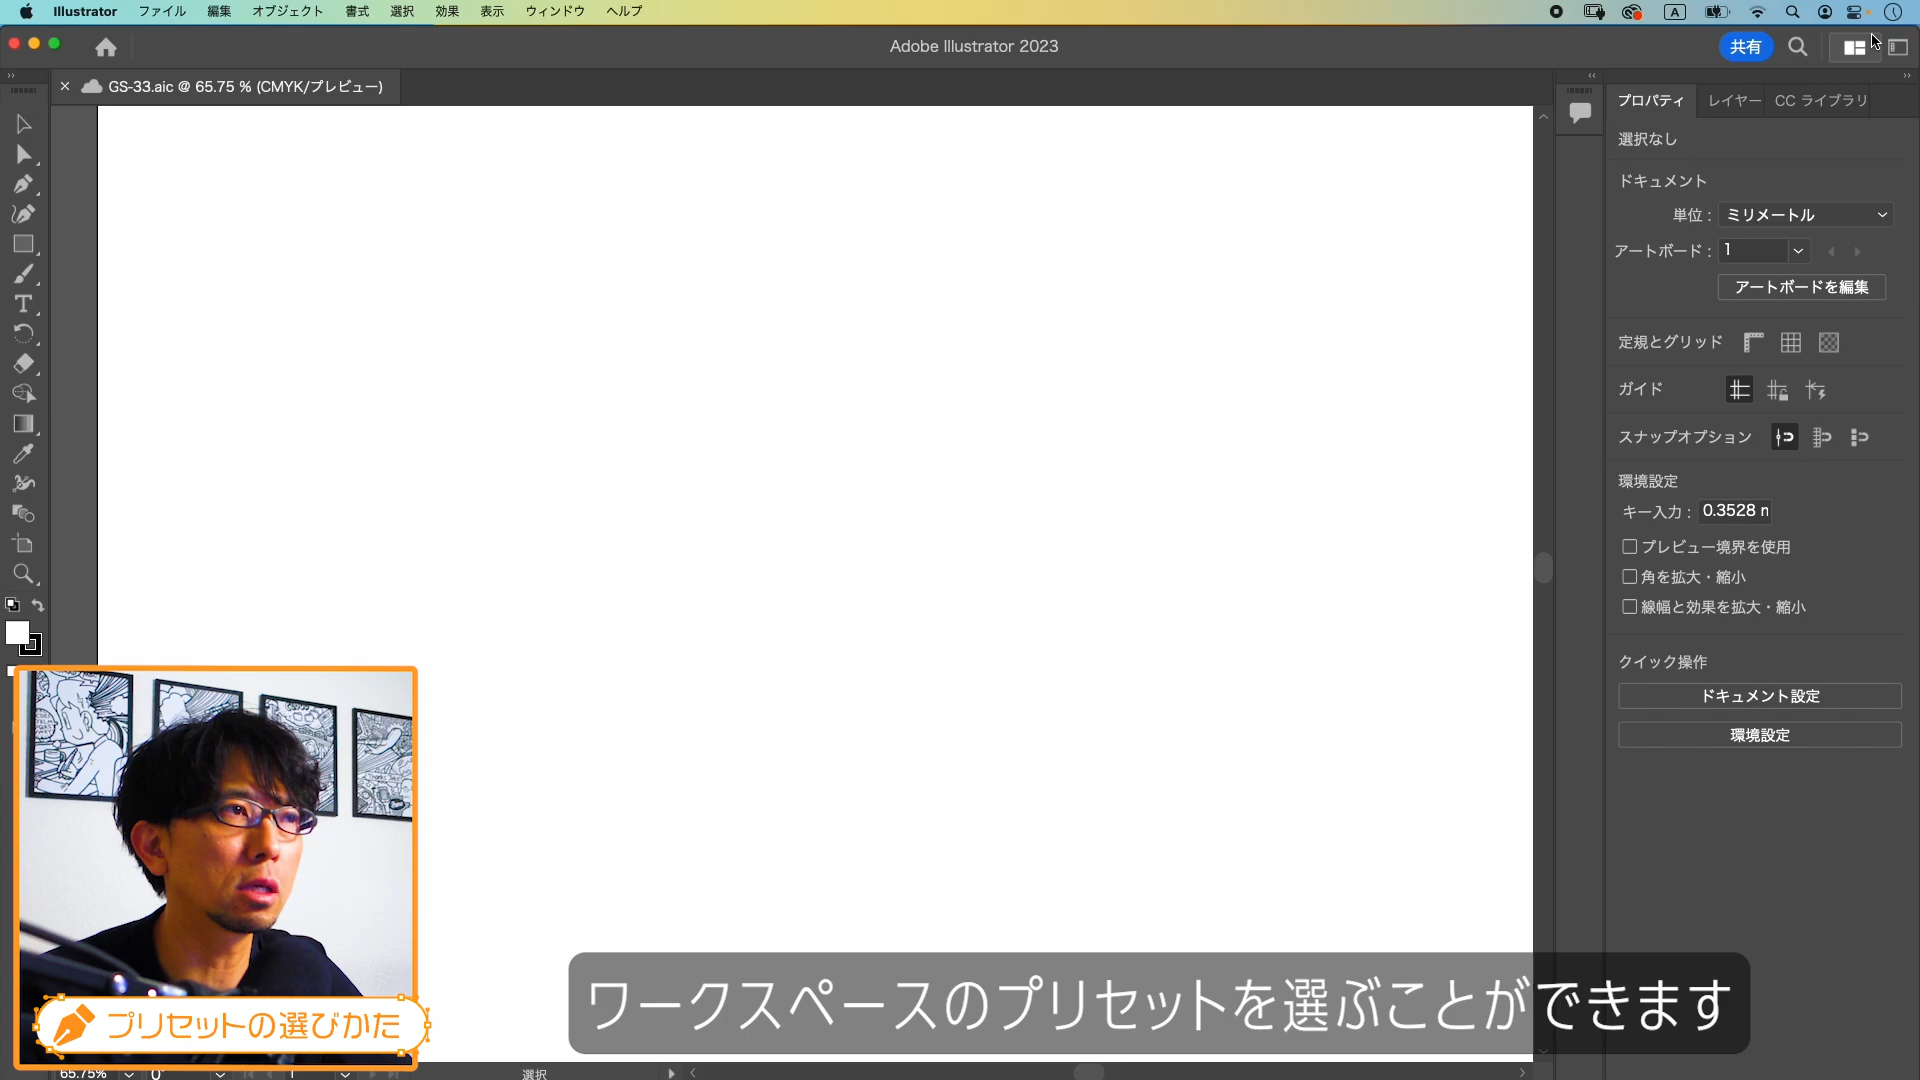 Illustrator ファイル 編集 オブジェクト 書式 選択 効果 表示 ウィンドウ ヘルプ A
Adobe Illustrator 2023
共有
× GS-33.aic @ 65.75 % (CMYK/プレビュー)
プロパティ レイヤー CC ライブラリ
選択なし
ドキュメント
単位 : ミリメートル
アートボード : 1
アートボードを編集
定規とグリッド
ガイド
スナップオプション
環境設定
キー入力 : 0.3528 n
プレビュー境界を使用
角を拡大・縮小
線幅と効果を拡大・縮小
クイック操作
ドキュメント設定
環境設定
ワークスペースのプリセットを選ぶことができます
プリセットの選びかた
65.75% 0° 1 選択